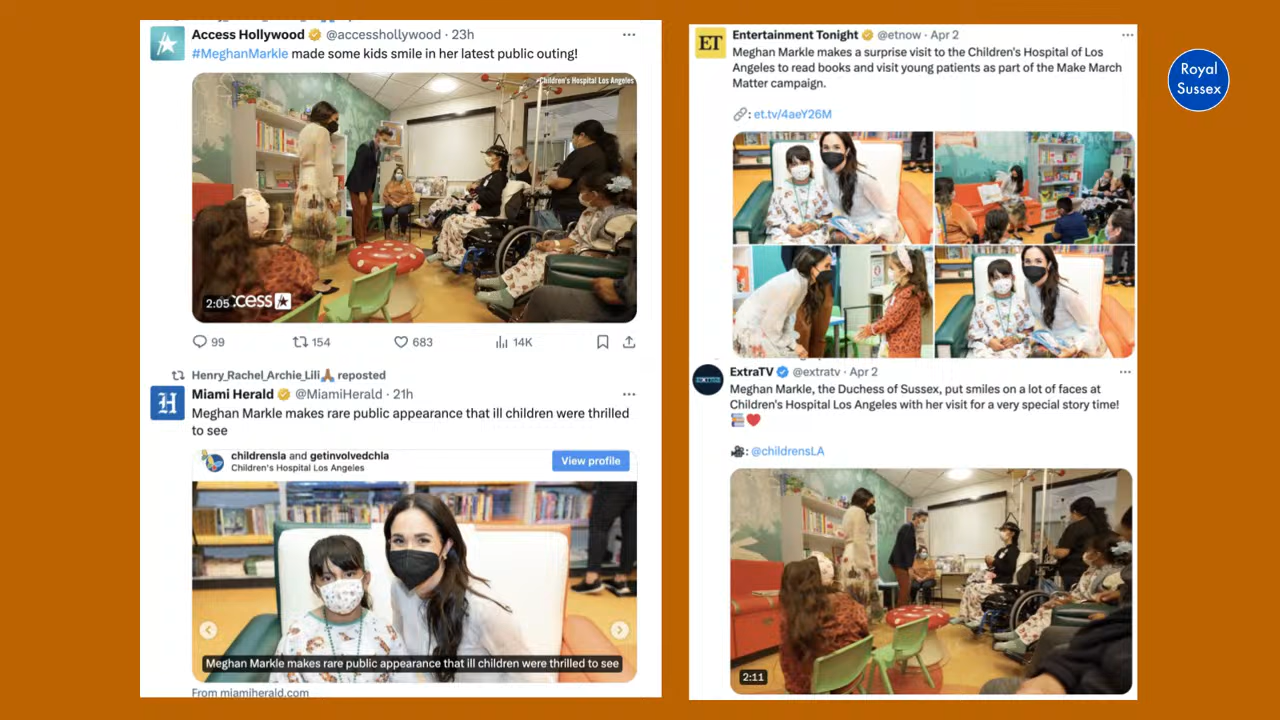 Access Hollywood @accesshollywood · 23h
#MeghanMarkle made some kids smile in her latest public outing!
Children's Hospital Los Angeles
2:05
access
99 154 683 14K
Henry_Rachel_Archie_Lili🙏🏽 reposted
H
Miami Herald @MiamiHerald · 21h
Meghan Markle makes rare public appearance that ill children were thrilled
to see
childrensla and getinvolvedchla
Children's Hospital Los Angeles
View profile
Meghan Markle makes rare public appearance that ill children were thrilled to see
From miamiherald.com
ET
Entertainment Tonight @etnow · Apr 2
Meghan Markle makes a surprise visit to the Children's Hospital of Los
Angeles to read books and visit young patients as part of the Make March
Matter campaign.
🔗: et.tv/4aeY26M
ExtraTV @extratv · Apr 2
Meghan Markle, the Duchess of Sussex, put smiles on a lot of faces at
Children's Hospital Los Angeles with her visit for a very special story time!
📚❤️
🎥: @childrensLA
2:11
Royal
Sussex